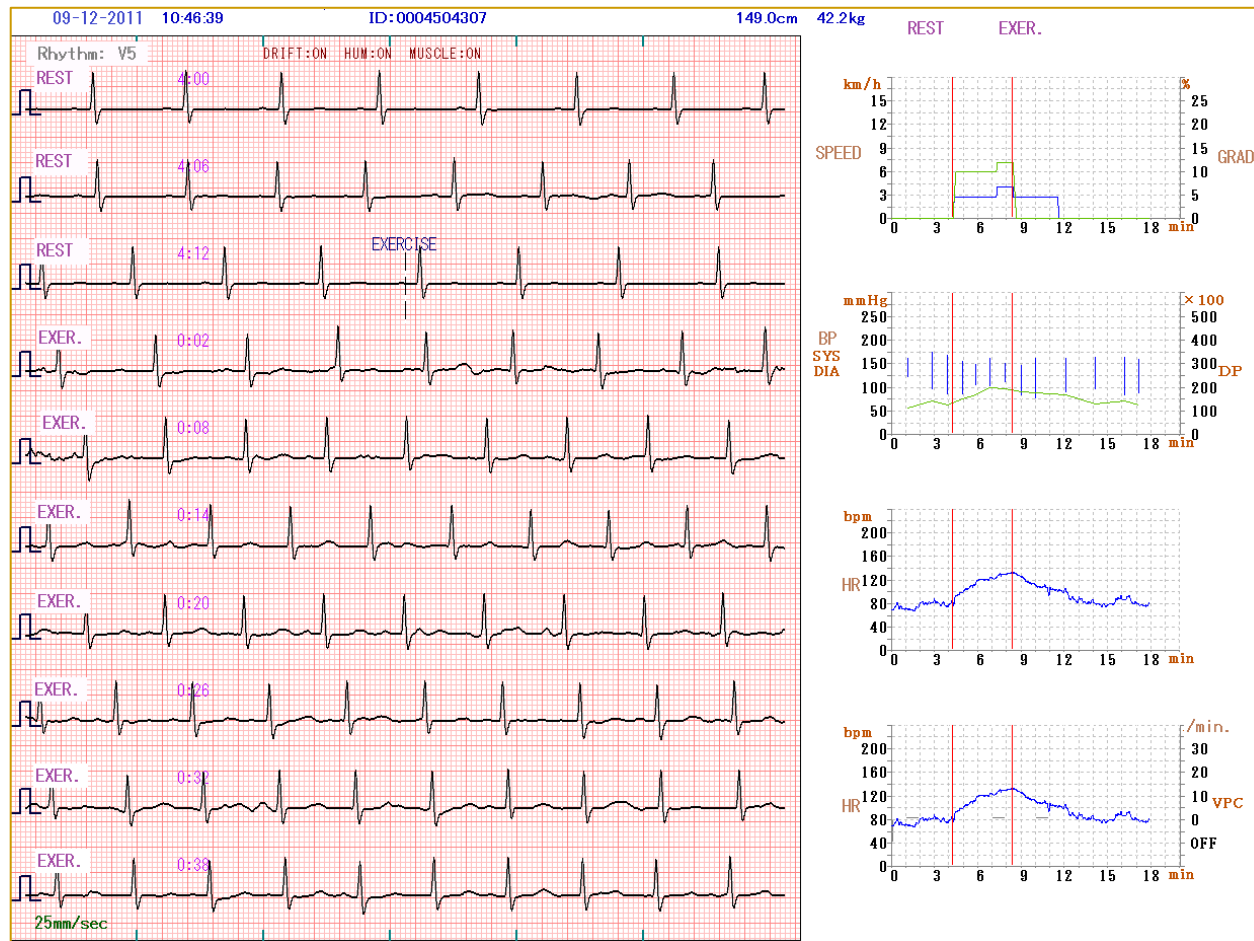 09-12-2011 10:46:39 ID:0004504307 149.0cm 42.2kg
REST EXER.
Rhythm: V5 DRIFT:ON HUM:ON MUSCLE:ON
REST 4:00
REST 4:06
REST 4:12 EXERCISE
EXER. 0:02
EXER. 0:08
EXER. 0:14
EXER. 0:20
EXER. 0:26
EXER. 0:32
EXER. 0:38
25mm/sec
km/h %
15 25
12 20
SPEED 9 15 GRAD
6 10
3 5
0 0
0 3 6 9 12 15 18 min
mmHg ×100
250 500
BP 200 400
SYS
DIA 150 300 DP
100 200
50 100
0 0
0 3 6 9 12 15 18 min
bpm
200
160
120
HR
80
40
0
0 3 6 9 12 15 18 min
bpm /min.
200 30
160 20
120 10
HR VPC
80 0
40 OFF
0
0 3 6 9 12 15 18 min